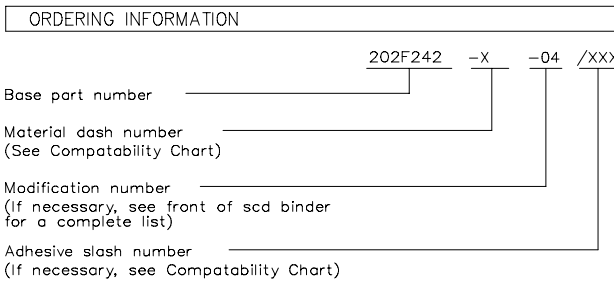 ORDERING INFORMATION
202F242 -X -04 /XXX
Base part number
Material dash number
(See Compatability Chart)
Modification number
(If necessary, see front of scd binder
for a complete list)
Adhesive slash number
(If necessary, see Compatability Chart)